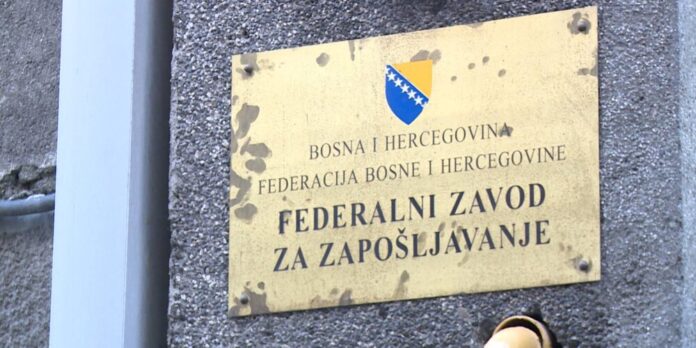 BOSNA I HERCEGOVINA
FEDERACIJA BOSNE I HERCEGOVINE
FEDERALNI ZAVOD
ZA ZAPOŠLJAVANJE